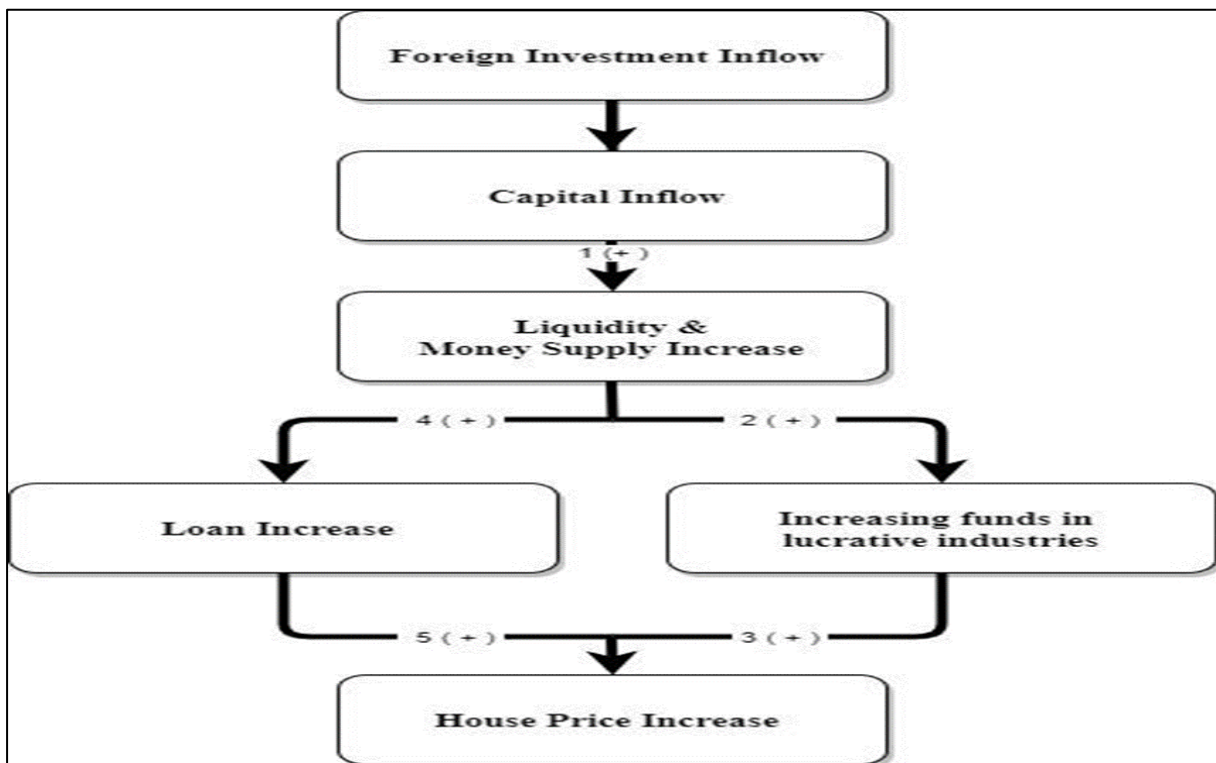 Foreign Investment Inflow
Capital Inflow
1 (+)
Liquidity &
Money Supply Increase
4 ( + )
2 ( + )
Loan Increase
Increasing funds in
lucrative industries
5 ( + )
3 ( + )
House Price Increase